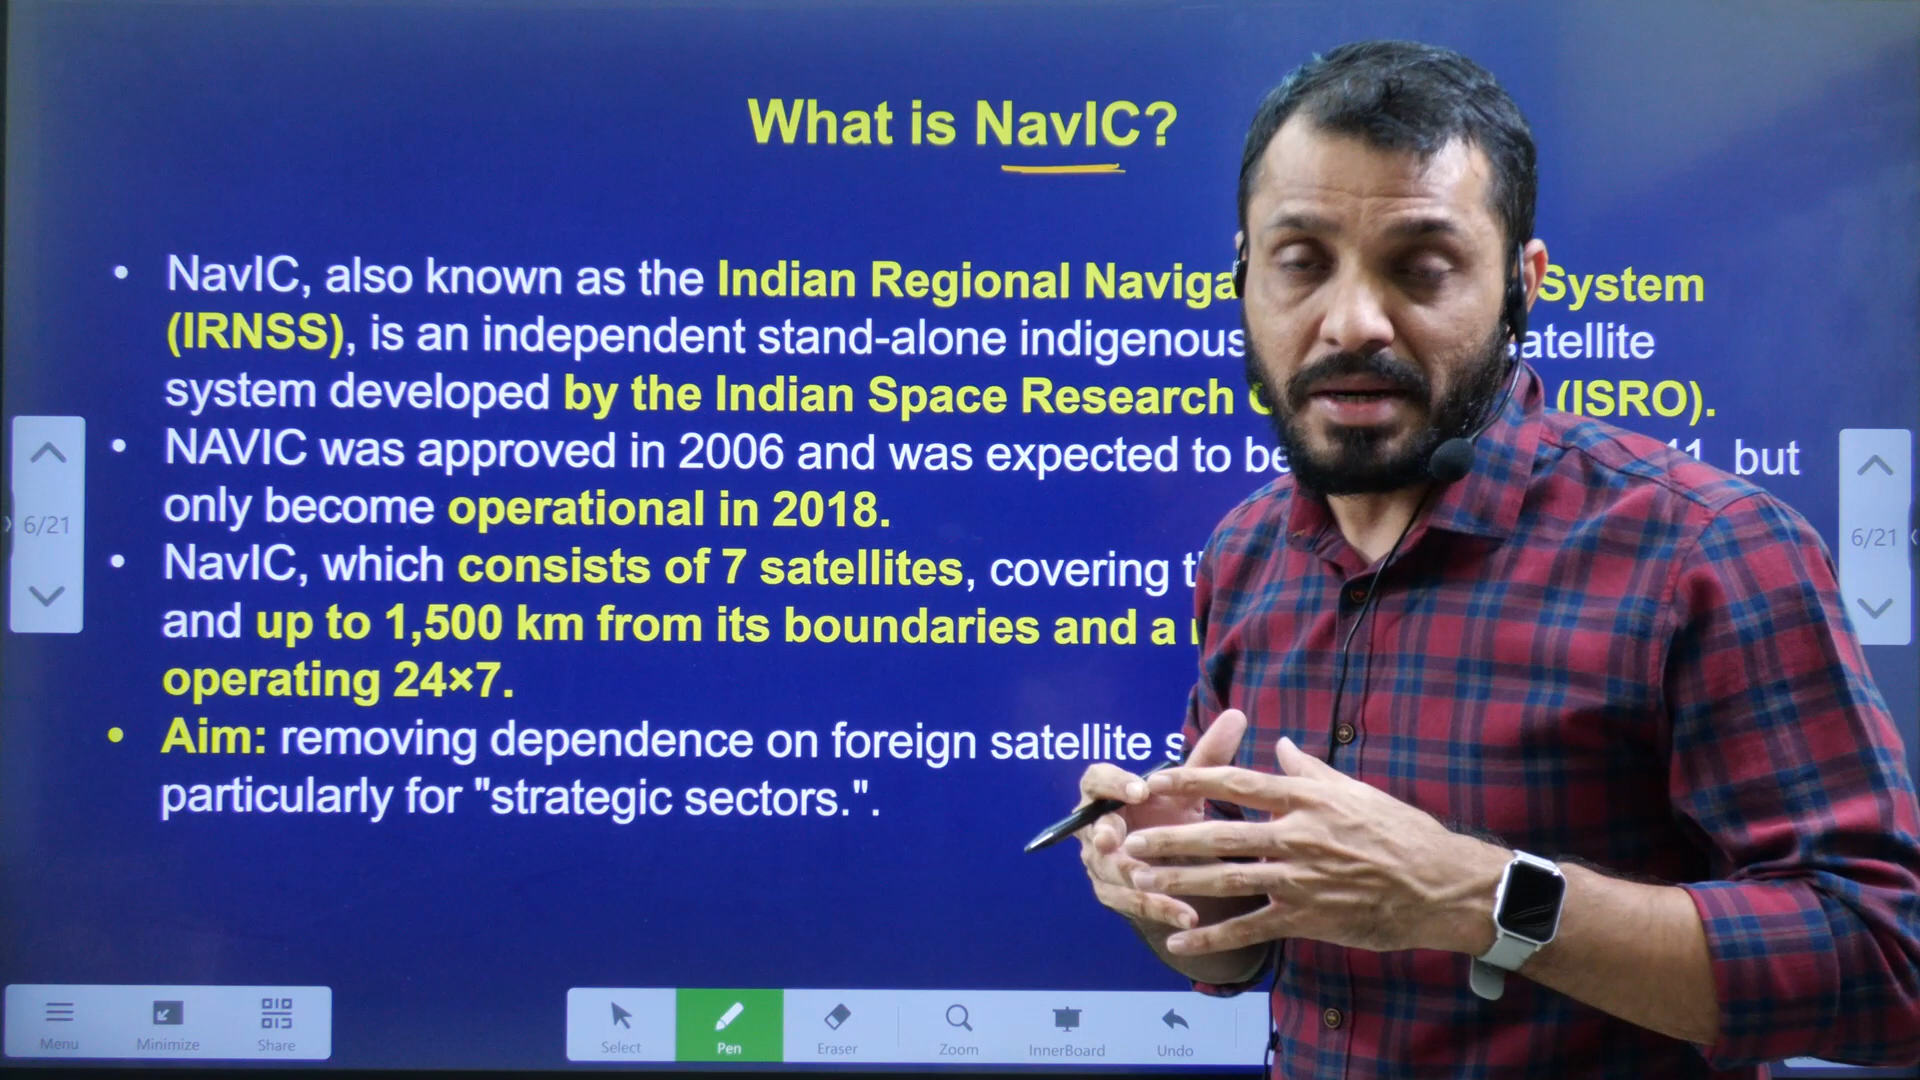 What is NavIC?
• NavIC, also known as the Indian Regional System
(IRNSS), is an independent stand-alone indigenous
system developed by the Indian Space Research (ISRO).
• NAVIC was approved in 2006 and was expected to be but
only become operational in 2018.
• NavIC, which consists of 7 satellites, covering
and up to 1,500 km from its boundaries and a
operating 24×7.
• Aim: removing dependence on foreign satellite
particularly for "strategic sectors.".
6/21
6/21
Menu Minimize Share Select Pen Eraser Zoom InnerBoard Undo